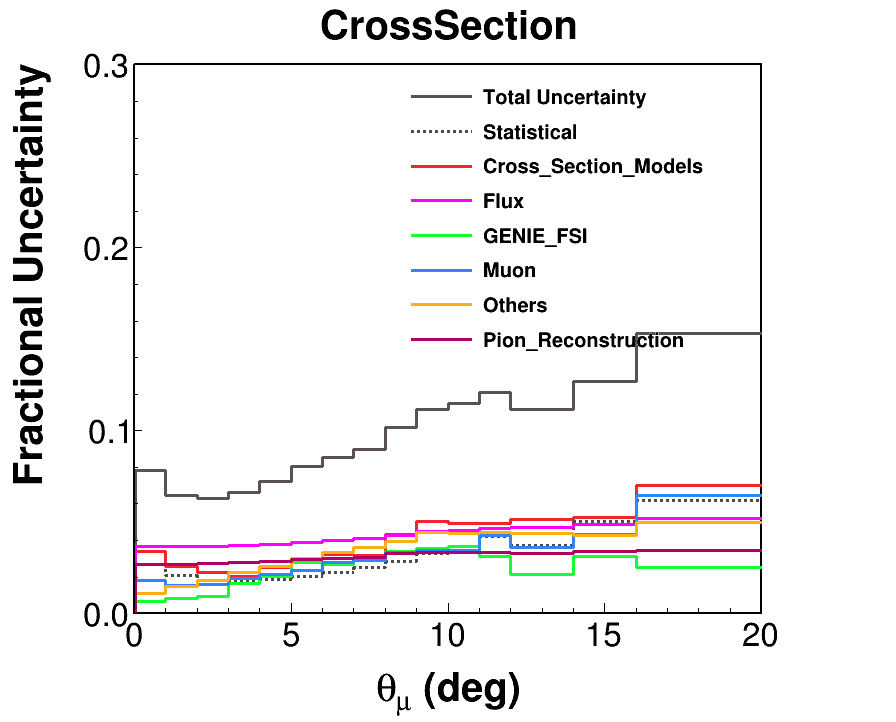 CrossSection
Fractional Uncertainty
0.3
0.2
0.1
0.0
Total Uncertainty
Statistical
Cross_Section_Models
Flux
GENIE_FSI
Muon
Others
Pion_Reconstruction
0 5 10 15 20
θμ (deg)